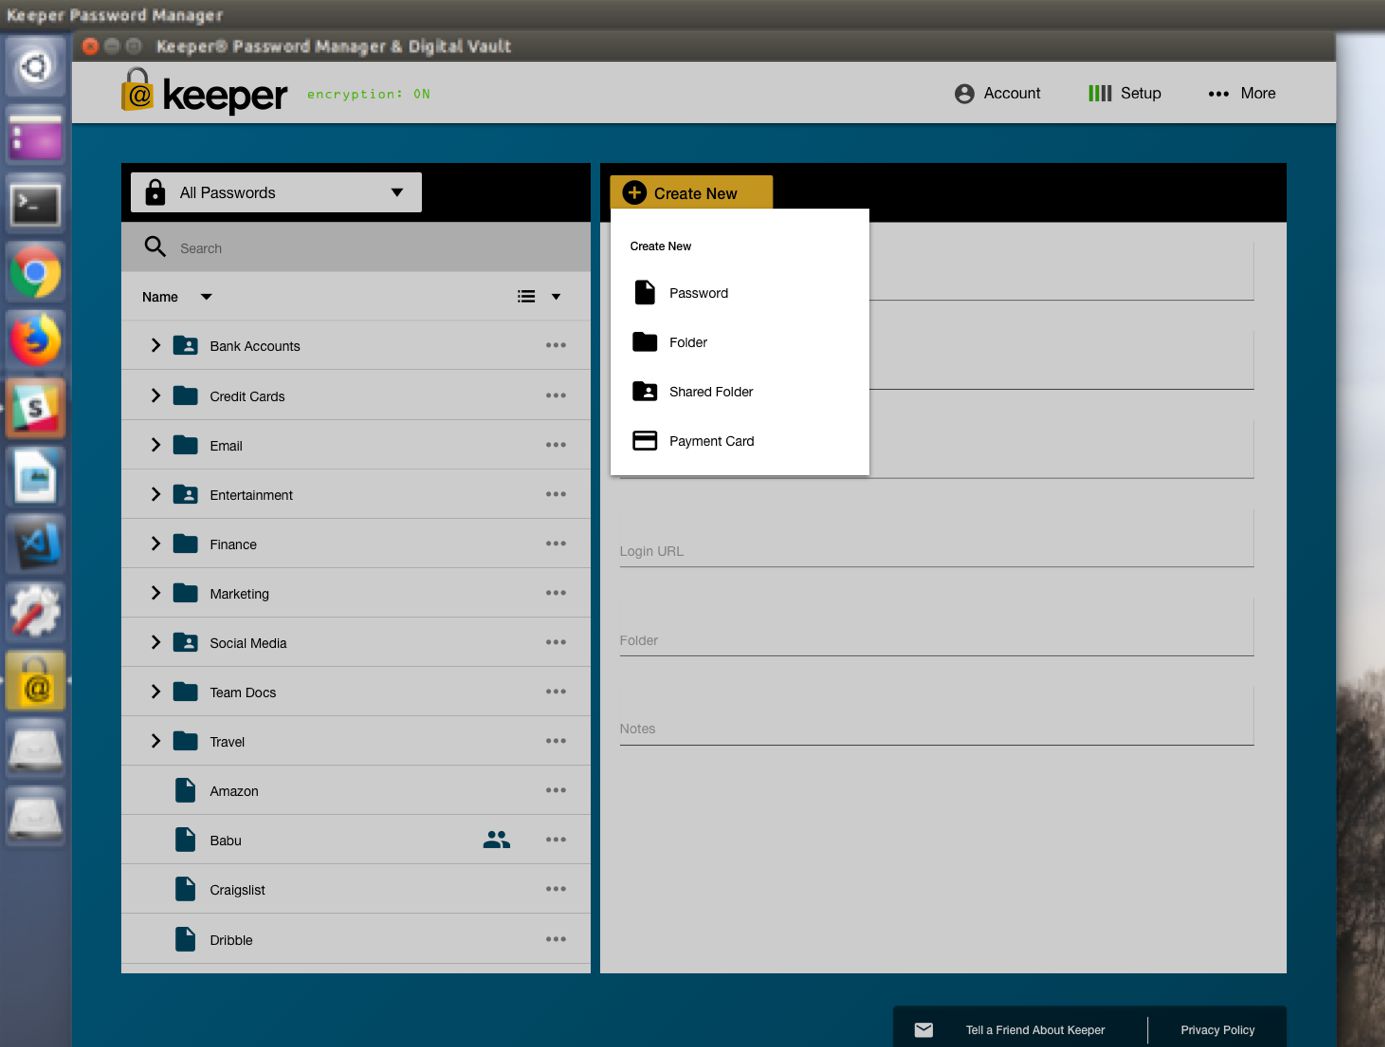 Keeper Password Manager
Keeper® Password Manager & Digital Vault
@ keeper encryption: ON
Account
Setup
More
All Passwords
Search
Name
Bank Accounts
Credit Cards
Email
Entertainment
Finance
Marketing
Social Media
Team Docs
Travel
Amazon
Babu
Craigslist
Dribble
Create New
Create New
Password
Folder
Shared Folder
Payment Card
Login URL
Folder
Notes
Tell a Friend About Keeper
Privacy Policy
S
@